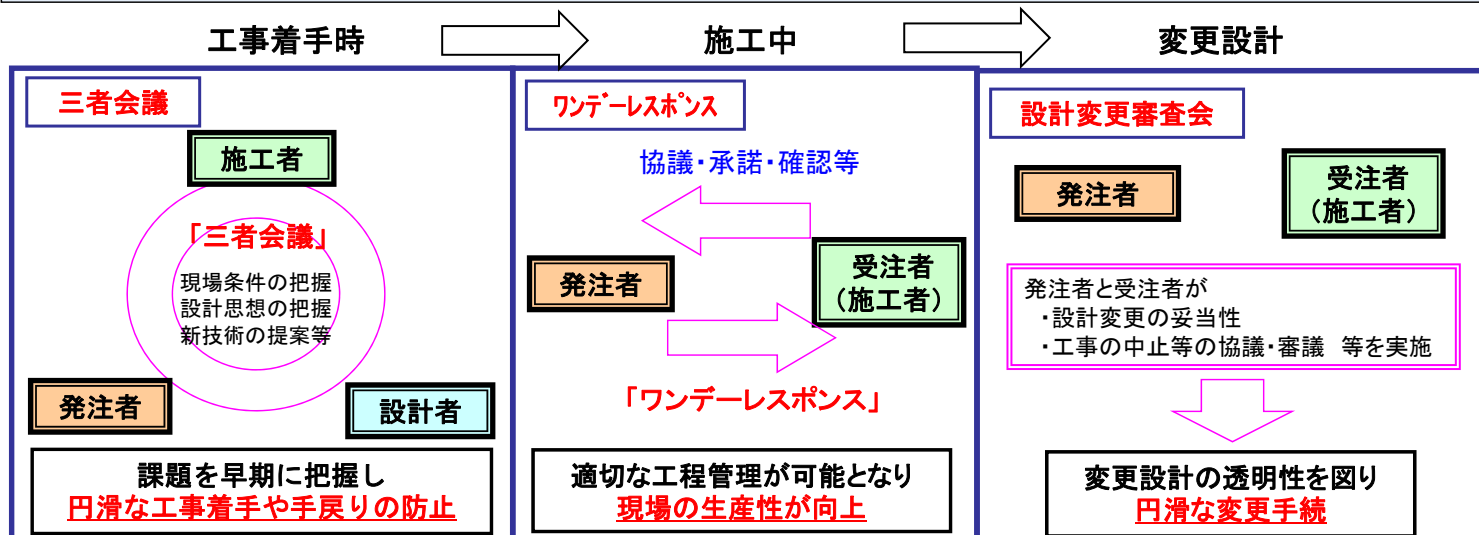 工事着手時
施工中
変更設計
三者会議
施工者
「三者会議」
現場条件の把握
設計思想の把握
新技術の提案等
発注者
設計者
課題を早期に把握し
円滑な工事着手や手戻りの防止
ﾜﾝﾃﾞｰﾚｽﾎﾟﾝｽ
協議・承諾・確認等
発注者
受注者
(施工者)
「ワンデーレスポンス」
適切な工程管理が可能となり
現場の生産性が向上
設計変更審査会
発注者
受注者
(施工者)
発注者と受注者が
・設計変更の妥当性
・工事の中止等の協議・審議　等を実施
変更設計の透明性を図り
円滑な変更手続